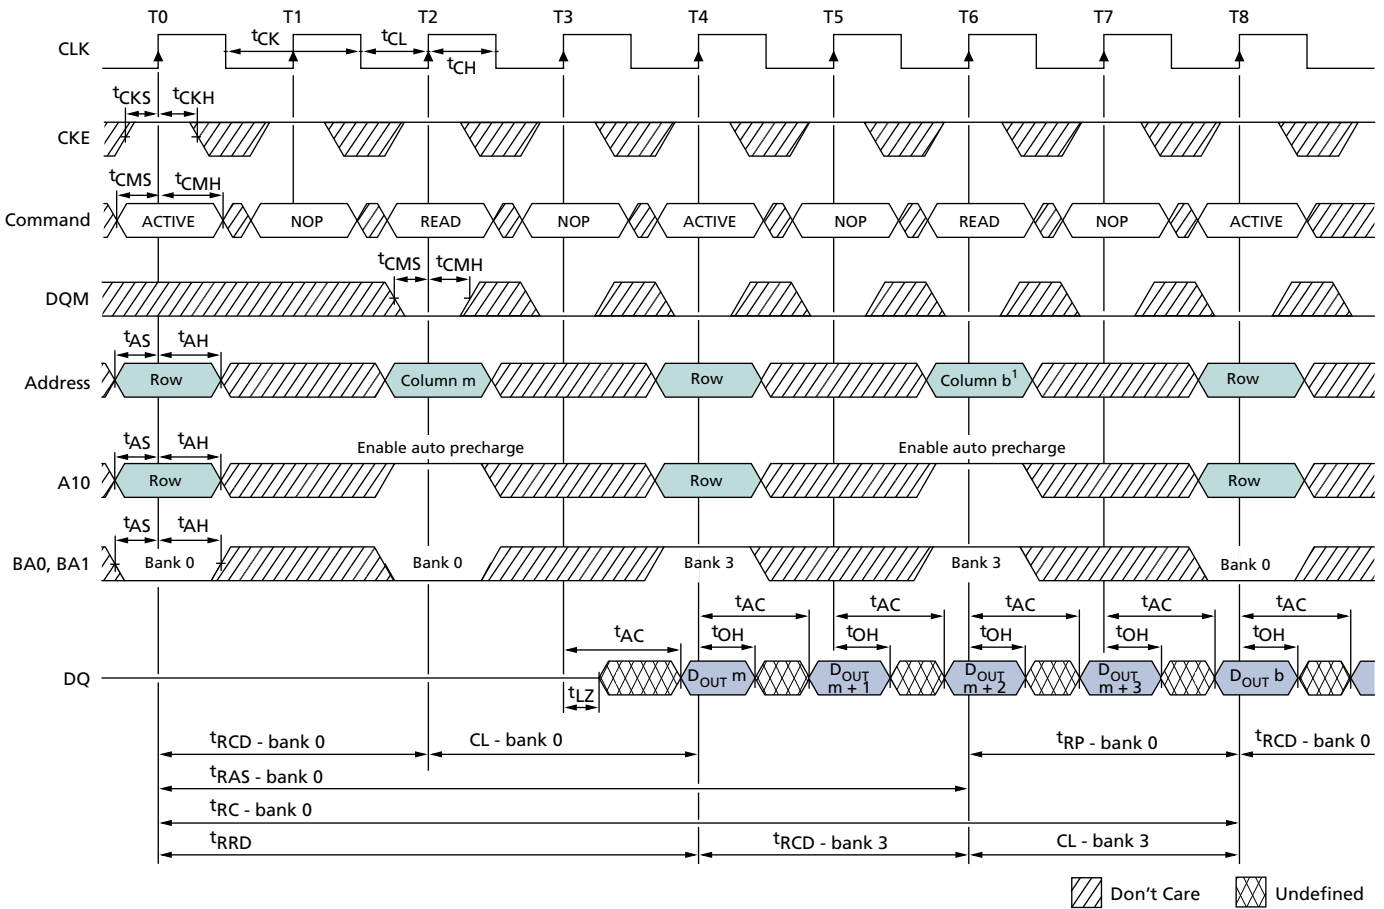 T0 T1 T2 T3 T4 T5 T6 T7 T8
CLK tCK tCL tCH
tCKS tCKH
CKE
tCMS tCMH
Command ACTIVE NOP READ NOP ACTIVE NOP READ NOP ACTIVE
tCMS tCMH
DQM
tAS tAH
Address Row Column m Row Column b1 Row
tAS tAH Enable auto precharge Enable auto precharge
A10 Row Row Row
tAS tAH
BA0, BA1 Bank 0 Bank 0 Bank 3 Bank 3 Bank 0
tAC tAC tAC tAC tAC
tAC tOH tOH tOH tOH tOH
DQ DOUT m DOUT m + 1 DOUT m + 2 DOUT m + 3 DOUT b
tLZ
tRCD - bank 0 CL - bank 0 tRP - bank 0 tRCD - bank 0
tRAS - bank 0
tRC - bank 0
tRRD tRCD - bank 3 CL - bank 3
Don't Care Undefined